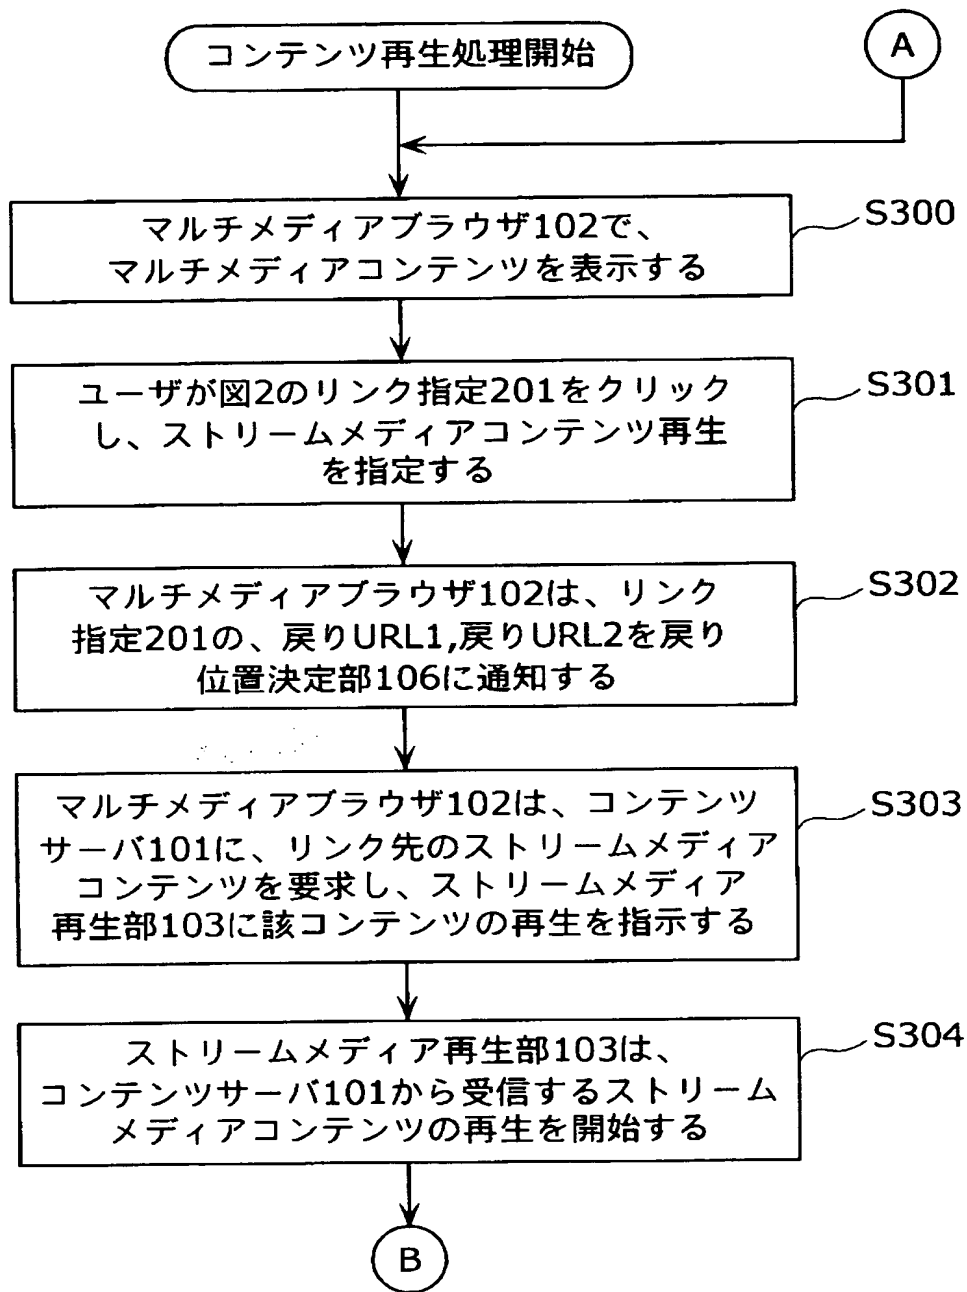 コンテンツ再生処理開始
A
マルチメディアブラウザ102で、
マルチメディアコンテンツを表示する
S300
ユーザが図2のリンク指定201をクリック
し、ストリームメディアコンテンツ再生
を指定する
S301
マルチメディアブラウザ102は、リンク
指定201の、戻りURL1,戻りURL2を戻り
位置決定部106に通知する
S302
マルチメディアブラウザ102は、コンテンツ
サーバ101に、リンク先のストリームメディア
コンテンツを要求し、ストリームメディア
再生部103に該コンテンツの再生を指示する
S303
ストリームメディア再生部103は、
コンテンツサーバ101から受信するストリーム
メディアコンテンツの再生を開始する
S304
B